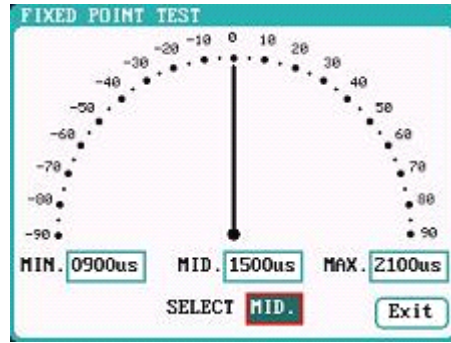 FIXED POINT TEST
-10 0 10
-20 20
-30 30
-40 40
-50 50
-60 60
-70 70
-80 80
-90 90
MIN. 0900us MID. 1500us MAX. 2100us
SELECT MID. Exit